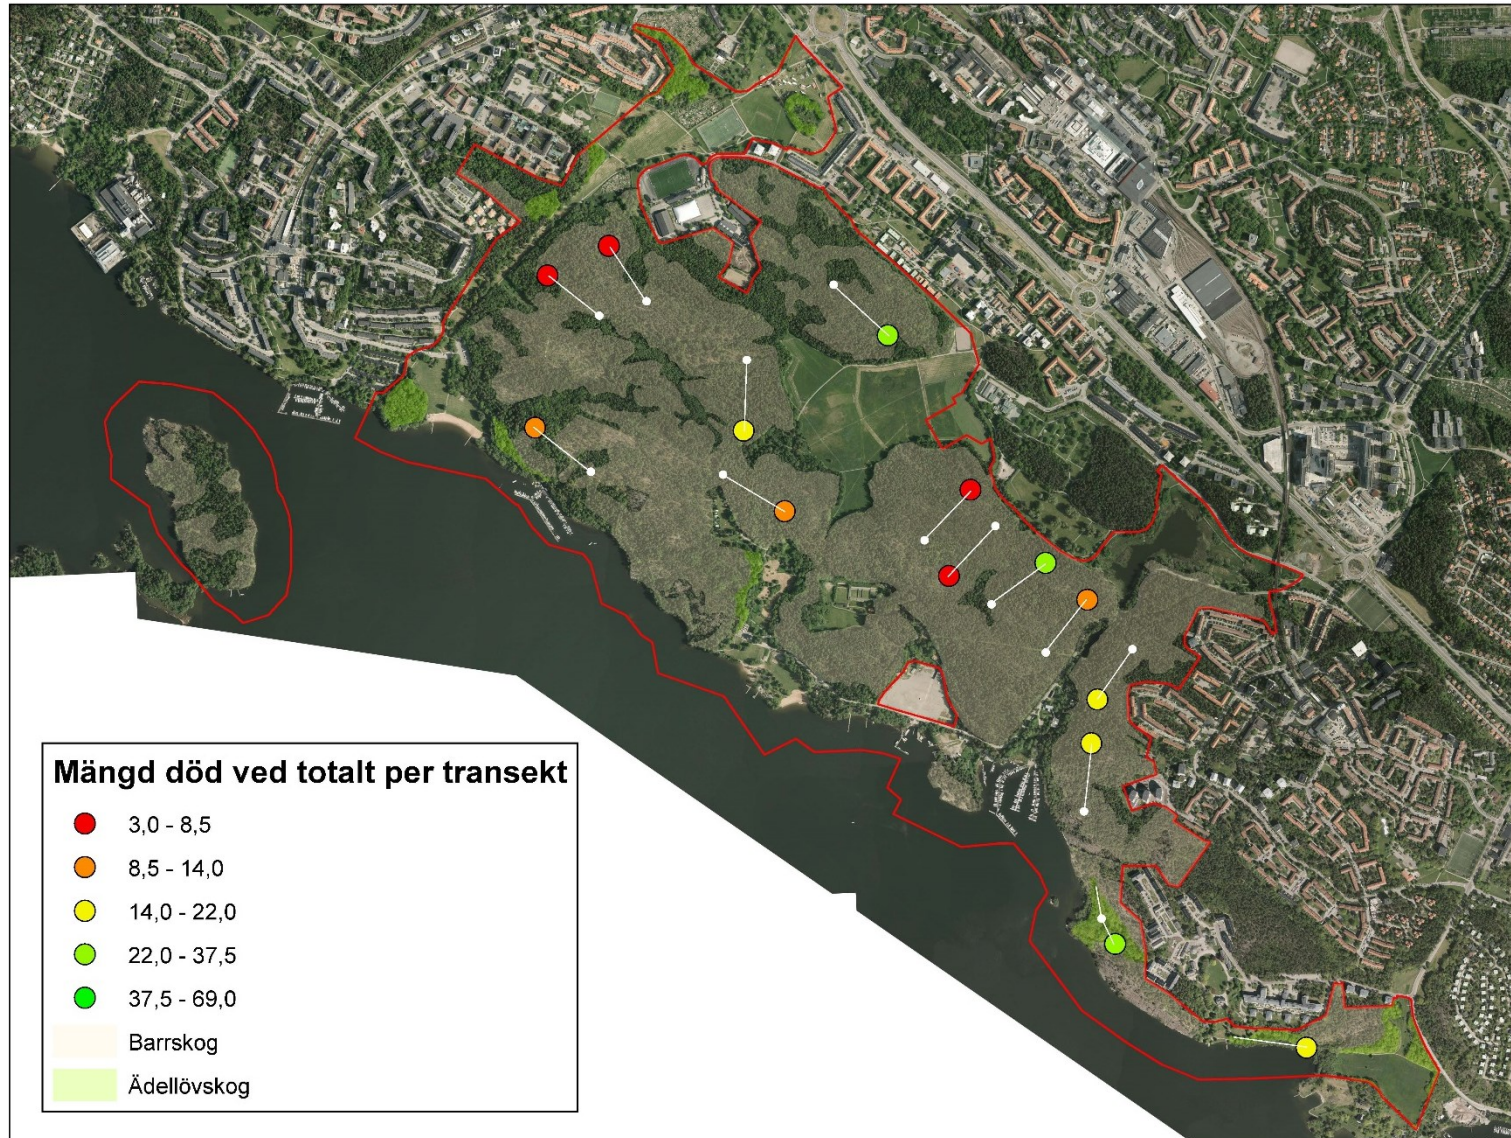 Mängd död ved totalt per transekt
3,0 - 8,5
8,5 - 14,0
14,0 - 22,0
22,0 - 37,5
37,5 - 69,0
Barrskog
Ädellövskog